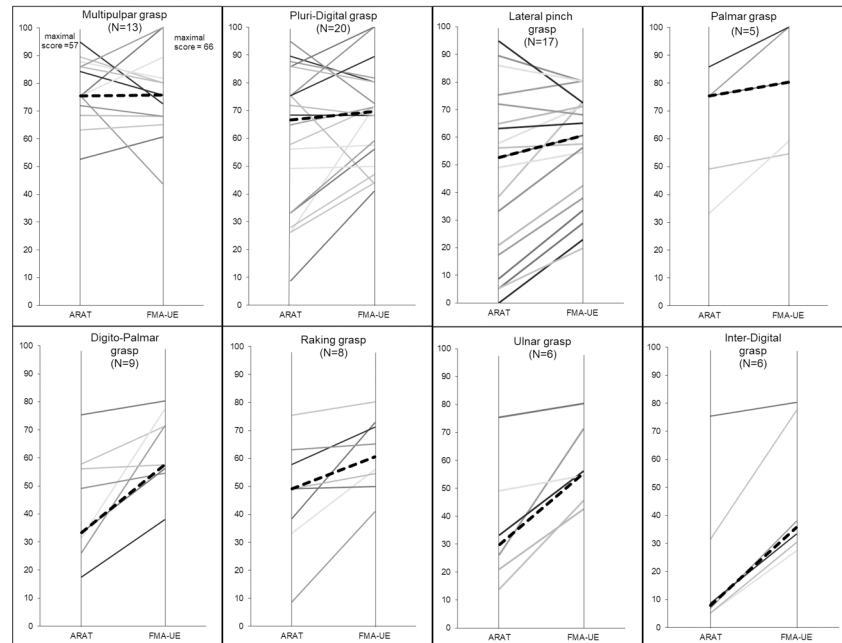 Multipulpar grasp
(N=13)
maximal
score =57
maximal
score = 66
100
90
80
70
60
50
40
30
20
10
0
ARAT
FMA-UE
Pluri-Digital grasp
(N=20)
100
90
80
70
60
50
40
30
20
10
0
ARAT
FMA-UE
Lateral pinch
grasp
(N=17)
100
90
80
70
60
50
40
30
20
10
0
ARAT
FMA-UE
Palmar grasp
(N=5)
100
90
80
70
60
50
40
30
20
10
0
ARAT
FMA-UE
Digito-Palmar
grasp
(N=9)
100
90
80
70
60
50
40
30
20
10
0
ARAT
FMA-UE
Raking grasp
(N=8)
100
90
80
70
60
50
40
30
20
10
0
ARAT
FMA-UE
Ulnar grasp
(N=6)
100
90
80
70
60
50
40
30
20
10
0
ARAT
FMA-UE
Inter-Digital
grasp
(N=6)
100
90
80
70
60
50
40
30
20
10
0
ARAT
FMA-UE